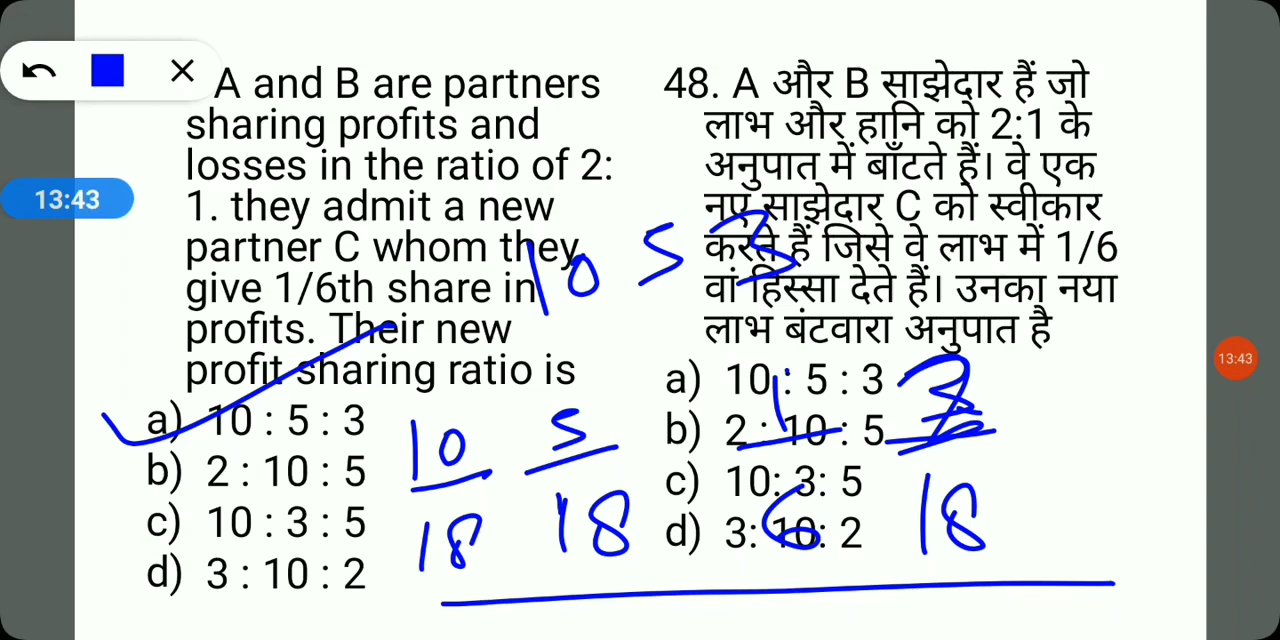 A and B are partners
sharing profits and
losses in the ratio of 2:
1. they admit a new
partner C whom they
give 1/6th share in
profits. Their new
profit sharing ratio is
a) 10 : 5 : 3
b) 2 : 10 : 5
c) 10 : 3 : 5
d) 3 : 10 : 2
48. A और B साझेदार हैं जो
लाभ और हानि को 2:1 के
अनुपात में बाँटते हैं। वे एक
नए साझेदार C को स्वीकार
करते हैं जिसे वे लाभ में 1/6
वां हिस्सा देते हैं। उनका नया
लाभ बंटवारा अनुपात है
a) 10 : 5 : 3
b) 2 : 10 : 5
c) 10: 3: 5
d) 3: 10: 2
10 5 3
10 5 1 3
18 18 6 18
13:43
13:43